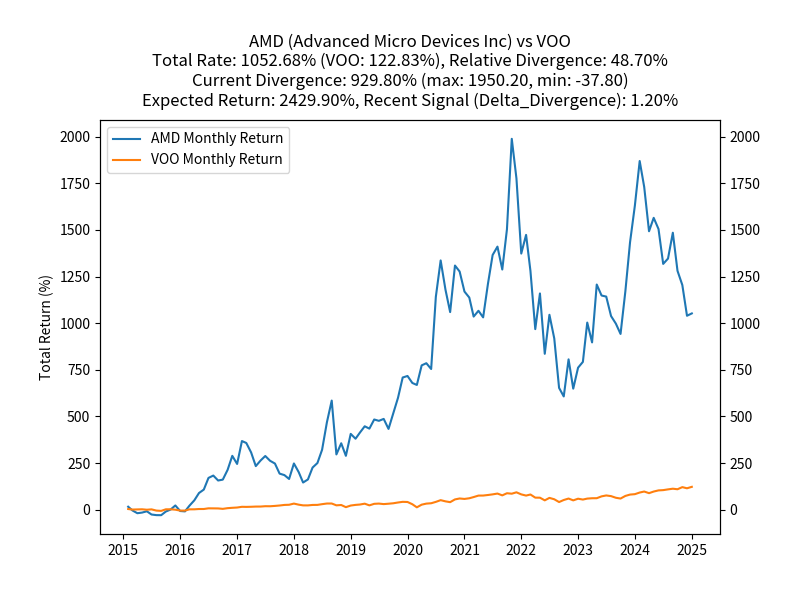 AMD (Advanced Micro Devices Inc) vs VOO
Total Rate: 1052.68% (VOO: 122.83%), Relative Divergence: 48.70%
Current Divergence: 929.80% (max: 1950.20, min: -37.80)
Expected Return: 2429.90%, Recent Signal (Delta_Divergence): 1.20%
AMD Monthly Return
VOO Monthly Return
Total Return (%)
2000 2000
1750 1750
1500 1500
1250 1250
1000 1000
750 750
500 500
250 250
0 0
2015 2016 2017 2018 2019 2020 2021 2022 2023 2024 2025